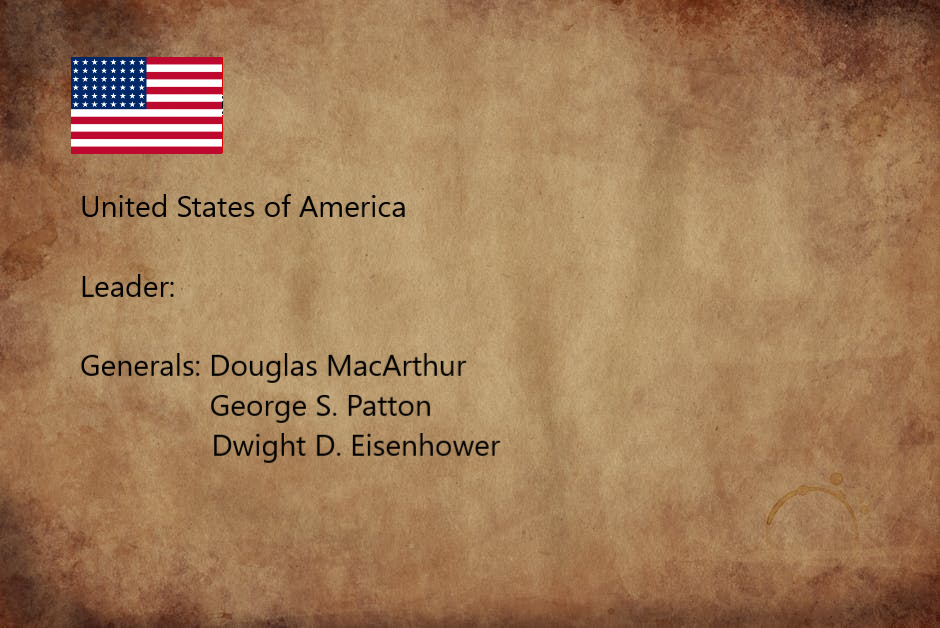 United States of America
Leader:
Generals: Douglas MacArthur
George S. Patton
Dwight D. Eisenhower